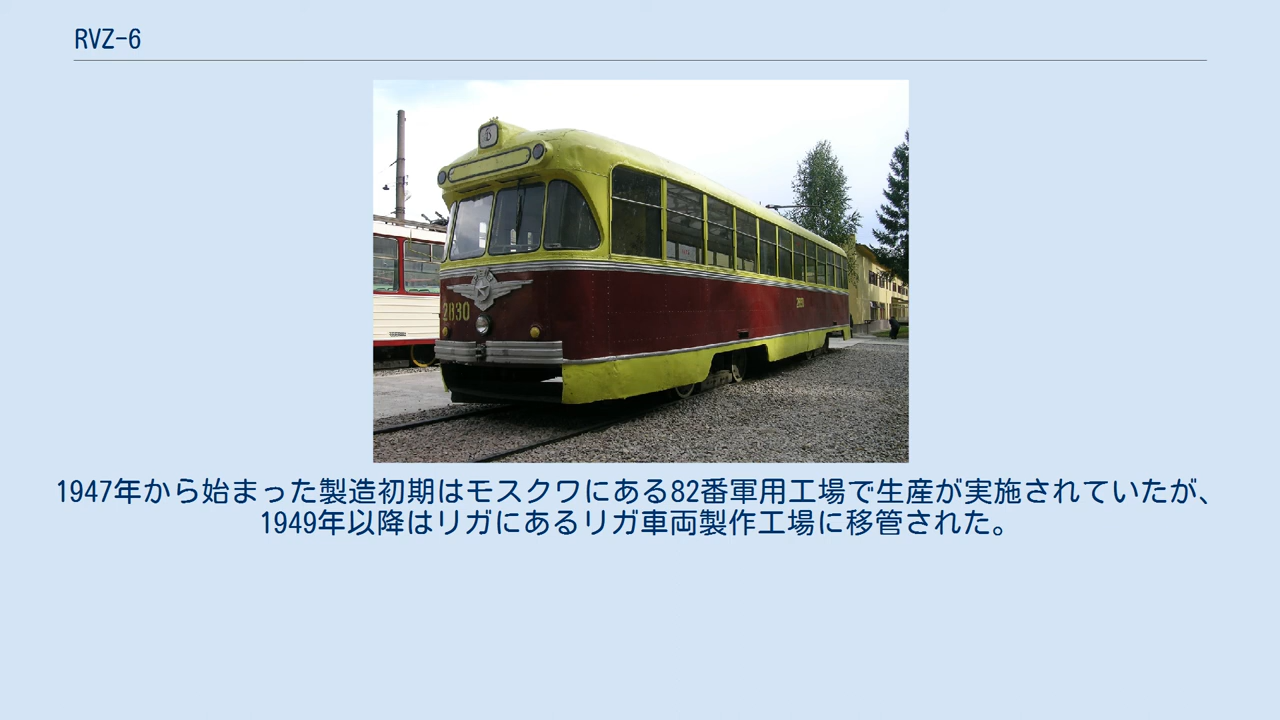 RVZ-6
6
2830
1947年から始まった製造初期はモスクワにある82番軍用工場で生産が実施されていたが、
1949年以降はリガにあるリガ車両製作工場に移管された。